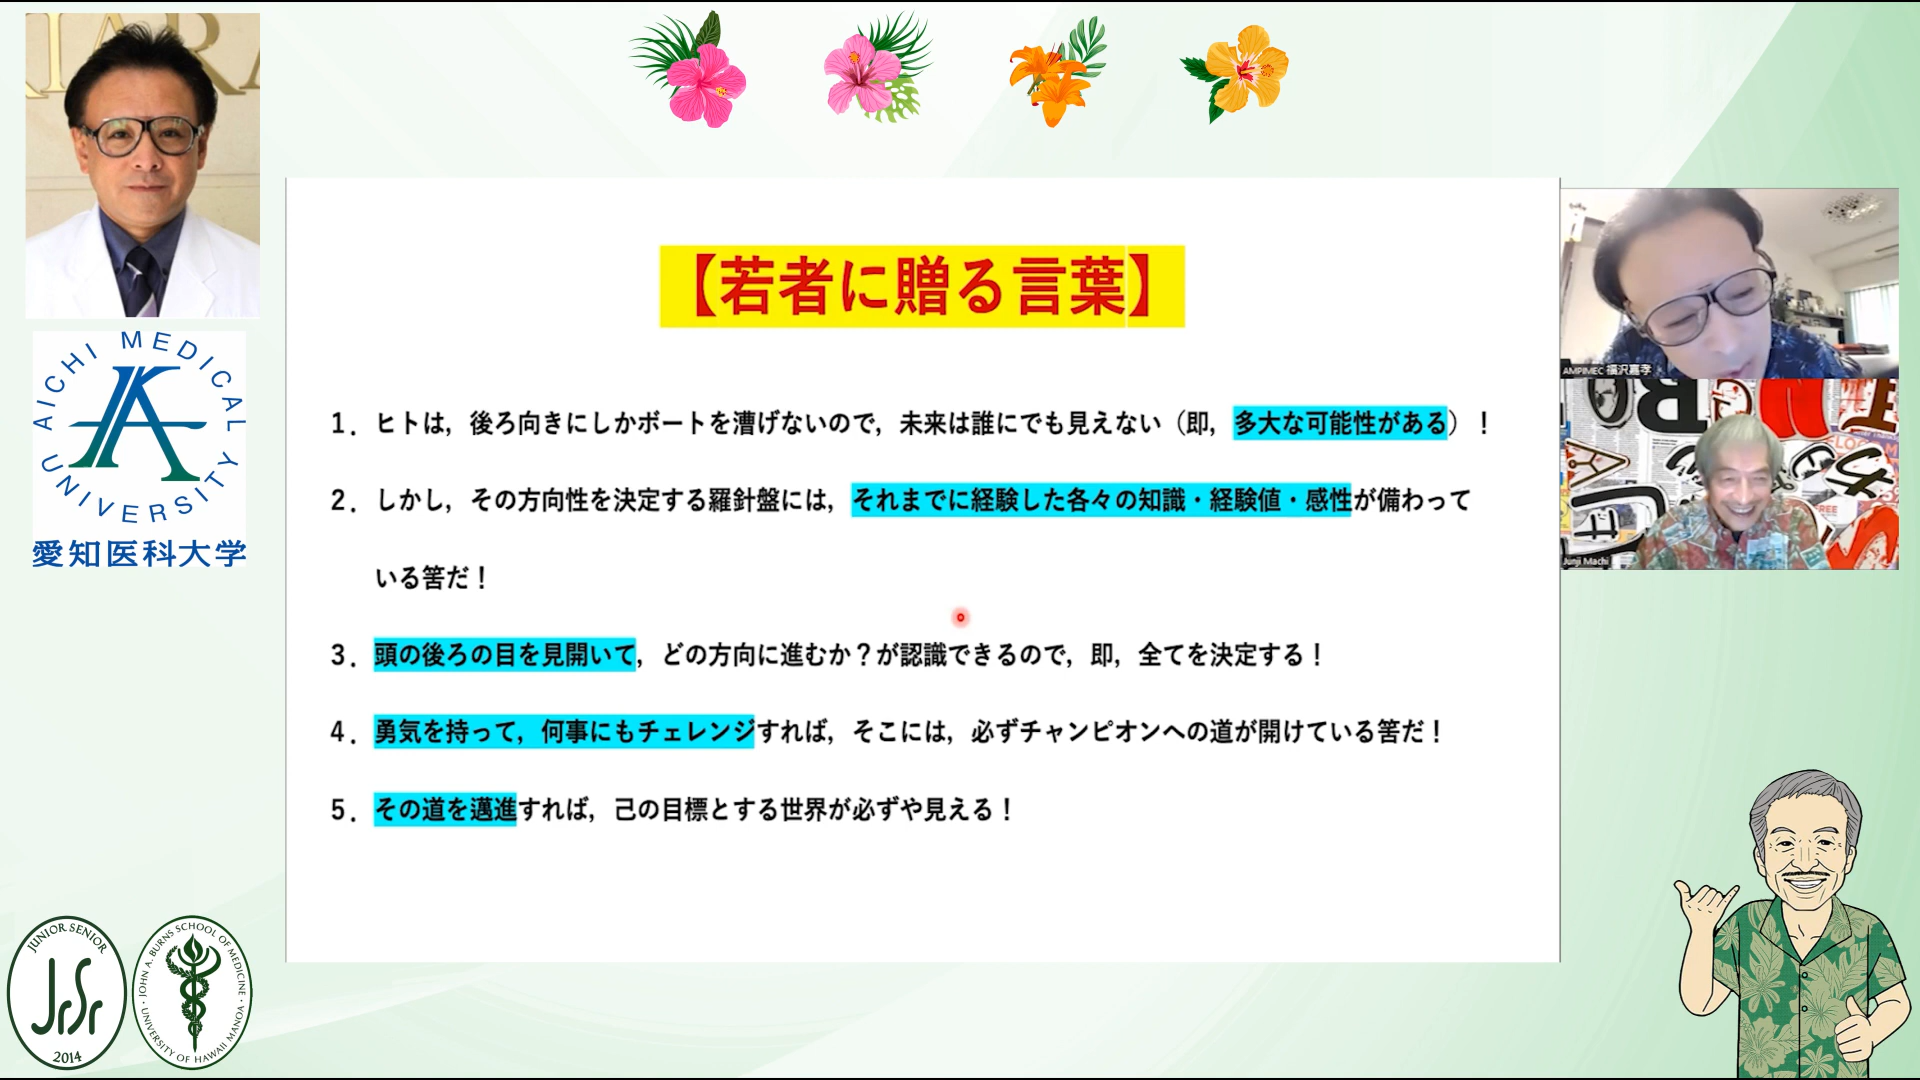 【若者に贈る言葉】
1. ヒトは，後ろ向きにしかボートを漕げないので，未来は誰にでも見えない（即，多大な可能性がある）！
2. しかし，その方向性を決定する羅針盤には，それまでに経験した各々の知識・経験値・感性が備わって
いる筈だ！
3. 頭の後ろの目を見開いて，どの方向に進むか？が認識できるので，即，全てを決定する！
4. 勇気を持って，何事にもチェレンジすれば，そこには，必ずチャンピオンへの道が開けている筈だ！
5. その道を邁進すれば，己の目標とする世界が必ずや見える！
AICHI MEDICAL UNIVERSITY
愛知医科大学
AMPIMEC 福沢嘉孝
Junji Machi
JUNIOR SENIOR
JrSr
2014
JOHN A. BURNS SCHOOL OF MEDICINE
UNIVERSITY OF HAWAII MANOA